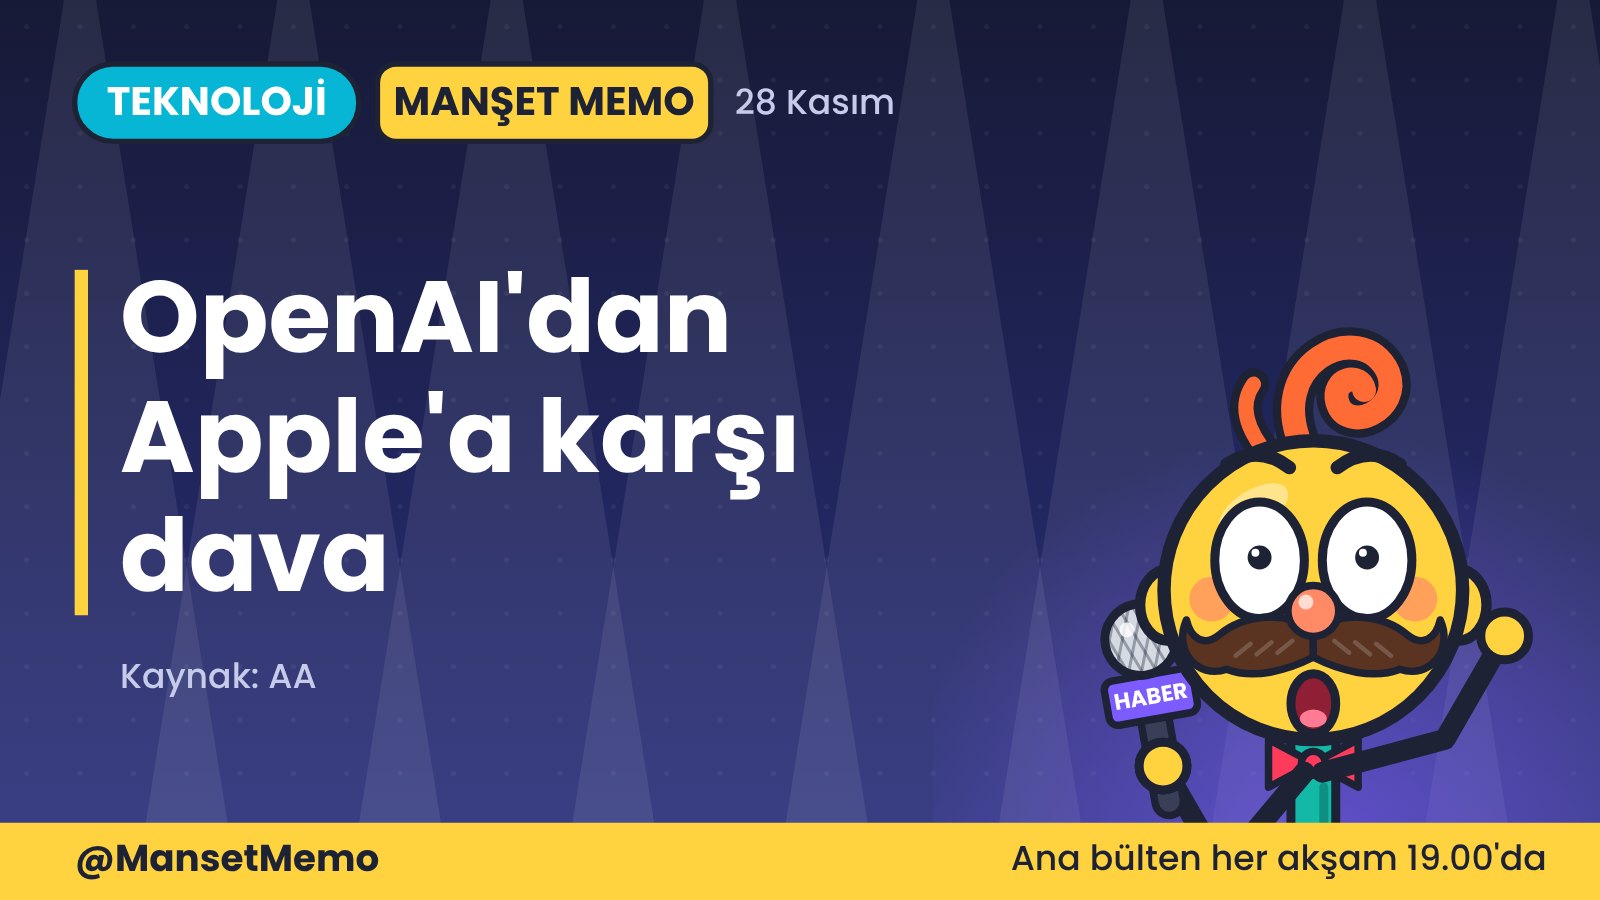 TEKNOLOJİ
MANŞET MEMO
28 Kasım
OpenAI'dan
Apple'a karşı
dava
Kaynak: AA
HABER
@MansetMemo
Ana bülten her akşam 19.00'da